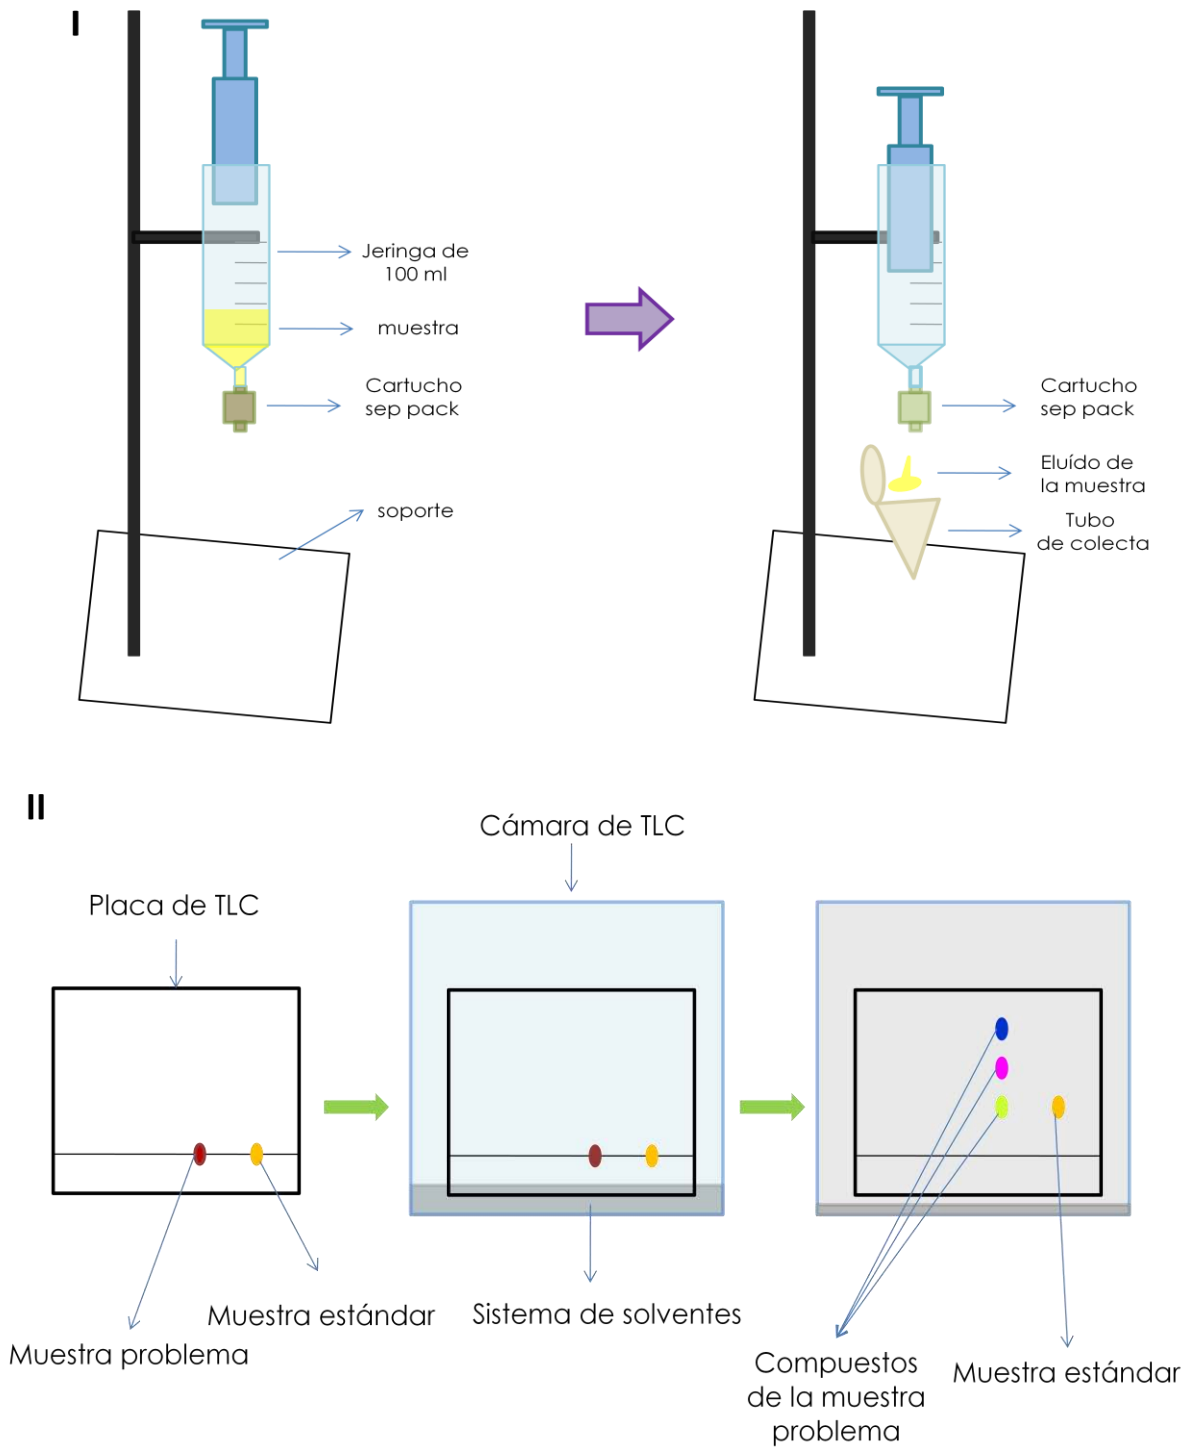 I
Jeringa de
100 ml
muestra
Cartucho
sep pack
soporte
Cartucho
sep pack
Eluído de
la muestra
Tubo
de colecta
II
Cámara de TLC
Placa de TLC
Muestra estándar
Muestra problema
Sistema de solventes
Compuestos
de la muestra
problema
Muestra estándar